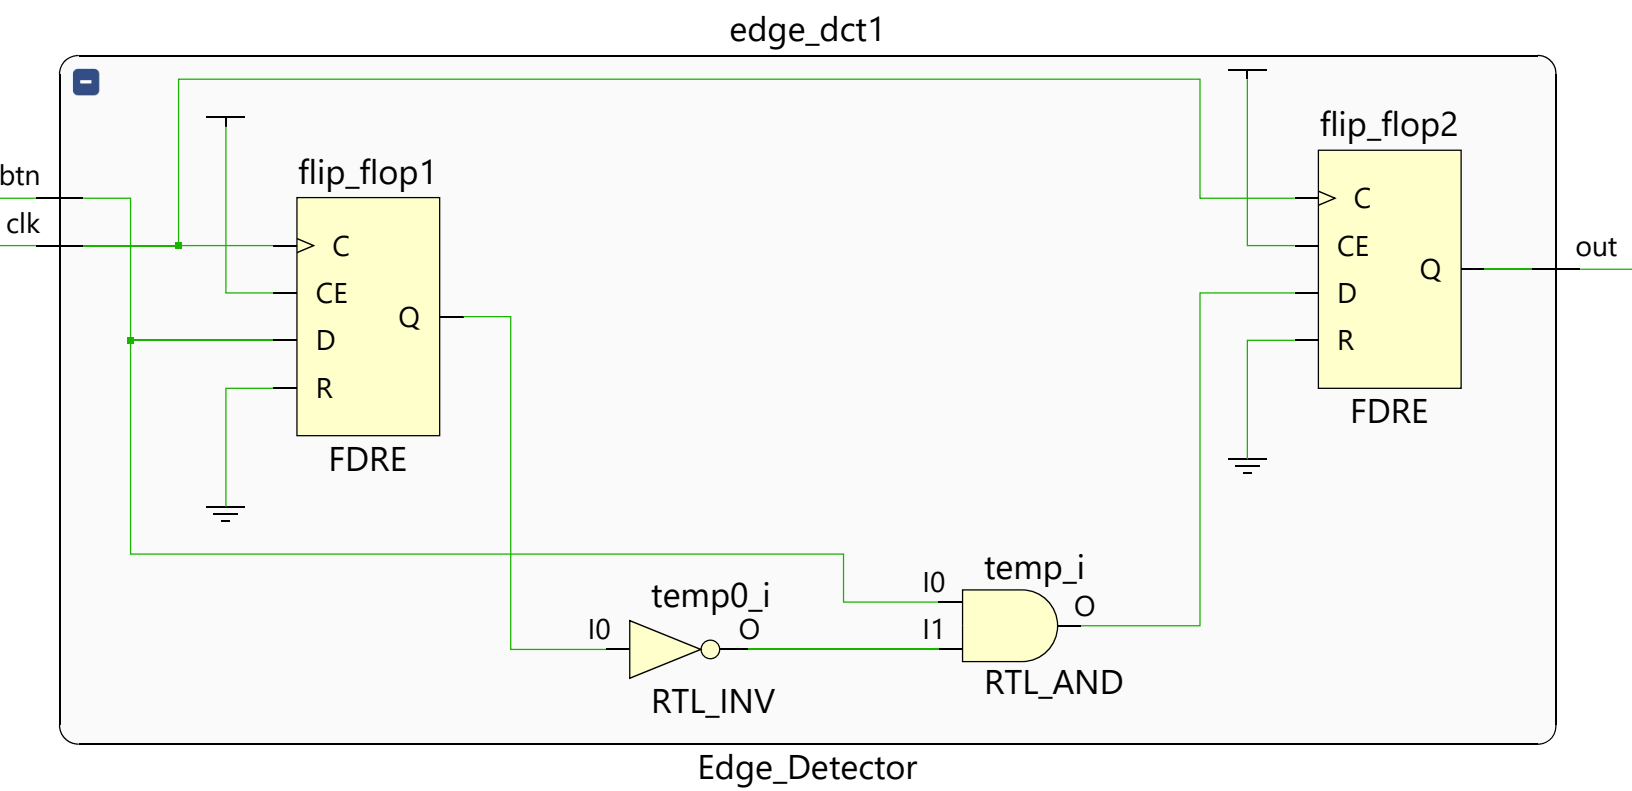 edge_dct1
btn
clk
flip_flop1
C
CE
D
R
Q
FDRE
temp0_i
I0
O
RTL_INV
temp_i
I0
I1
O
RTL_AND
flip_flop2
C
CE
D
R
Q
FDRE
out
Edge_Detector